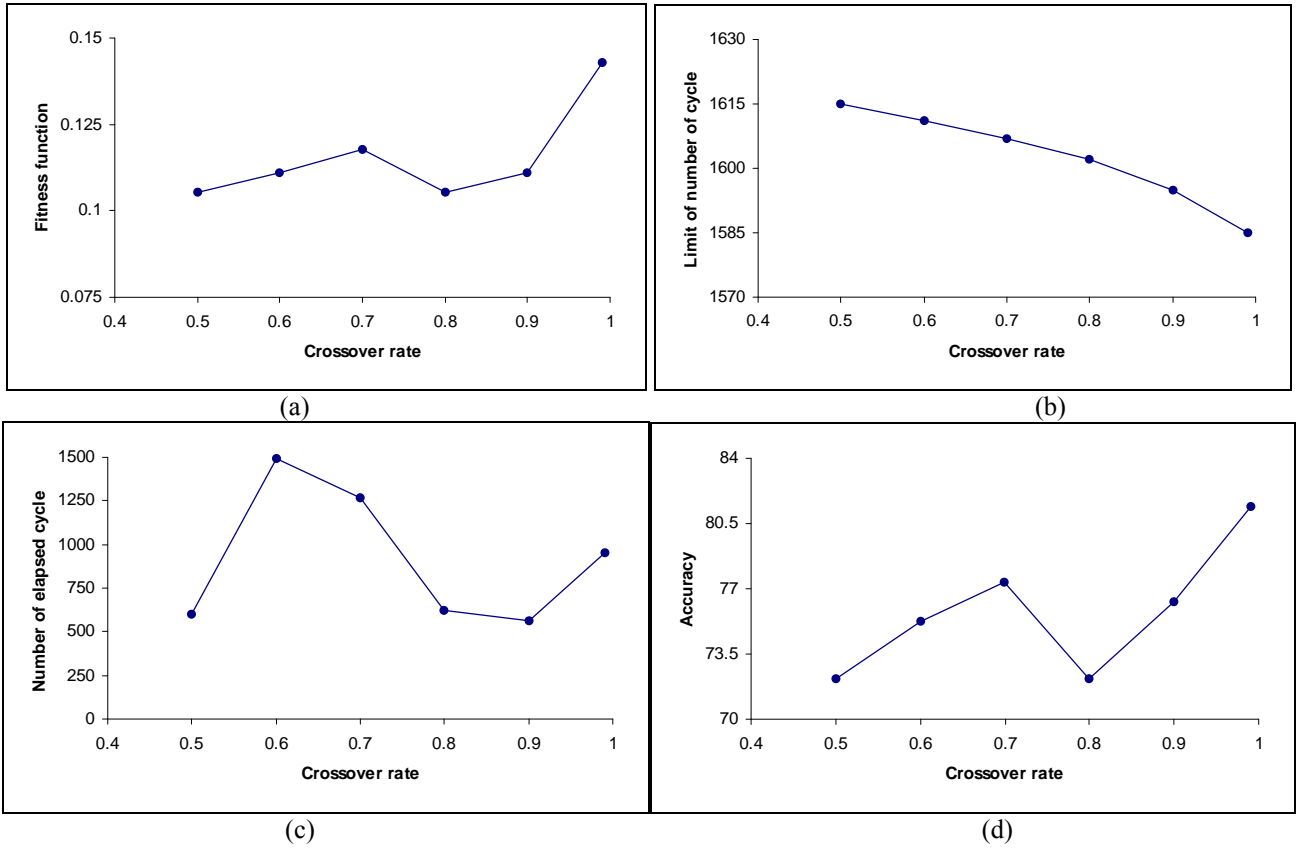 0.15
0.125
0.1
0.075
Fitness function
0.4 0.5 0.6 0.7 0.8 0.9 1
Crossover rate
(a)
1630
1615
1600
1585
1570
Limit of number of cycle
0.4 0.5 0.6 0.7 0.8 0.9 1
Crossover rate
(b)
1500
1250
1000
750
500
250
0
Number of elapsed cycle
0.4 0.5 0.6 0.7 0.8 0.9 1
Crossover rate
(c)
84
80.5
77
73.5
70
Accuracy
0.4 0.5 0.6 0.7 0.8 0.9 1
Crossover rate
(d)